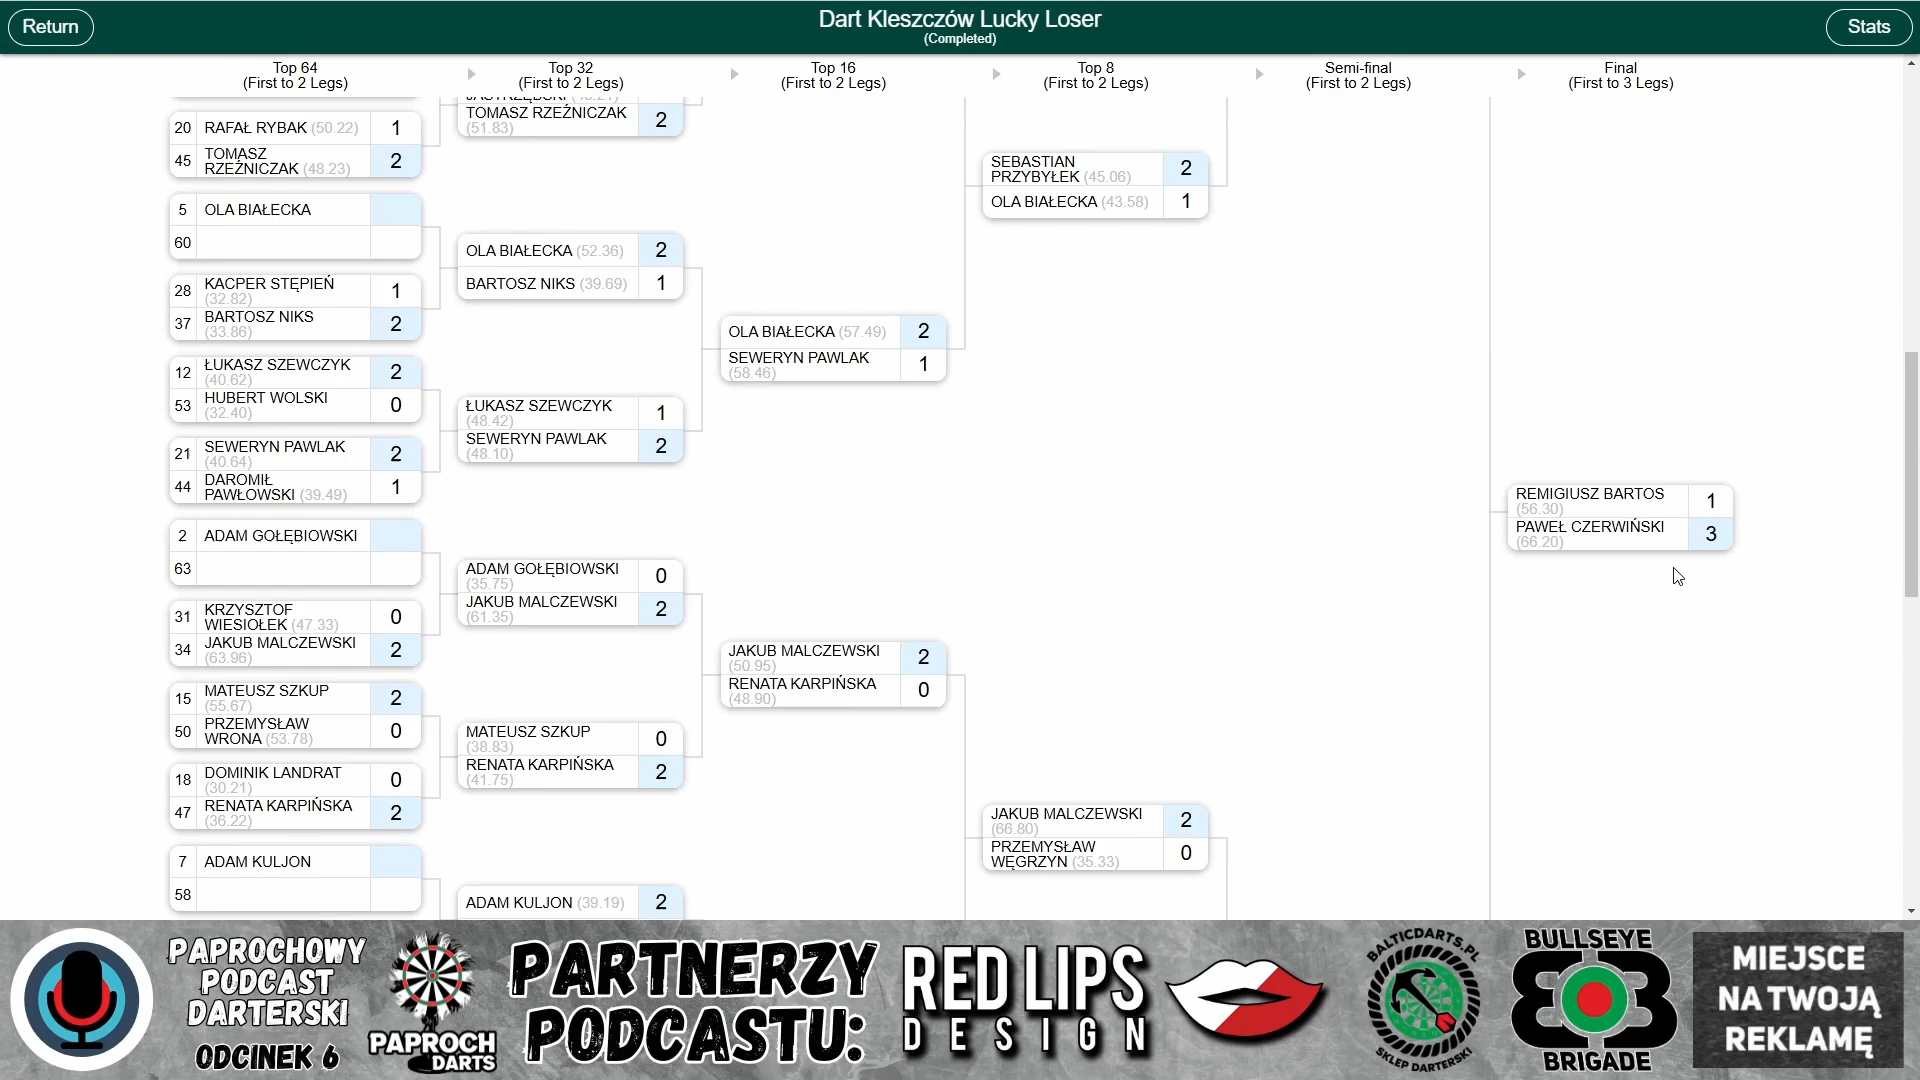 Return
Dart Kleszczów Lucky Loser
(Completed)
Stats
Top 64
(First to 2 Legs)
Top 32
(First to 2 Legs)
Top 16
(First to 2 Legs)
Top 8
(First to 2 Legs)
Semi-final
(First to 2 Legs)
Final
(First to 3 Legs)
20 RAFAŁ RYBAK (50.22) 1
45 TOMASZ
RZEŹNICZAK (48.23) 2
5 OLA BIAŁECKA
60
28 KACPER STĘPIEŃ
(32.82) 1
37 BARTOSZ NIKS
(33.86) 2
12 ŁUKASZ SZEWCZYK
(40.62) 2
53 HUBERT WOLSKI
(32.40) 0
21 SEWERYN PAWLAK
(40.64) 2
44 DAROMIŁ
PAWŁOWSKI (39.49) 1
2 ADAM GOŁĘBIOWSKI
63
31 KRZYSZTOF
WIESIOŁEK (47.33) 0
34 JAKUB MALCZEWSKI
(63.96) 2
15 MATEUSZ SZKUP
(55.67) 2
50 PRZEMYSŁAW
WRONA (53.78) 0
18 DOMINIK LANDRAT
(30.21) 0
47 RENATA KARPIŃSKA
(36.22) 2
7 ADAM KULJON
58
TOMASZ RZEŹNICZAK
(51.83) 2
OLA BIAŁECKA (52.36) 2
BARTOSZ NIKS (39.69) 1
ŁUKASZ SZEWCZYK
(48.42) 1
SEWERYN PAWLAK
(48.10) 2
ADAM GOŁĘBIOWSKI
(35.75) 0
JAKUB MALCZEWSKI
(61.35) 2
MATEUSZ SZKUP
(38.83) 0
RENATA KARPIŃSKA
(41.75) 2
ADAM KULJON (39.19) 2
OLA BIAŁECKA (57.49) 2
SEWERYN PAWLAK
(58.46) 1
JAKUB MALCZEWSKI
(50.95) 2
RENATA KARPIŃSKA
(48.90) 0
SEBASTIAN
PRZYBYŁEK (45.06) 2
OLA BIAŁECKA (43.58) 1
JAKUB MALCZEWSKI
(66.80) 2
PRZEMYSŁAW
WĘGRZYN (35.33) 0
REMIGIUSZ BARTOS
(56.30) 1
PAWEŁ CZERWIŃSKI
(66.20) 3
PAPROCHOWY
PODCAST
DARTERSKI
ODCINEK 6
PAPROCH
DARTS
PARTNERZY
PODCASTU:
RED LIPS
DESIGN
BALTICDARTS.PL
SKLEP DARTERSKI
BULLSEYE
BRIGADE
MIEJSCE
NA TWOJĄ
REKLAMĘ